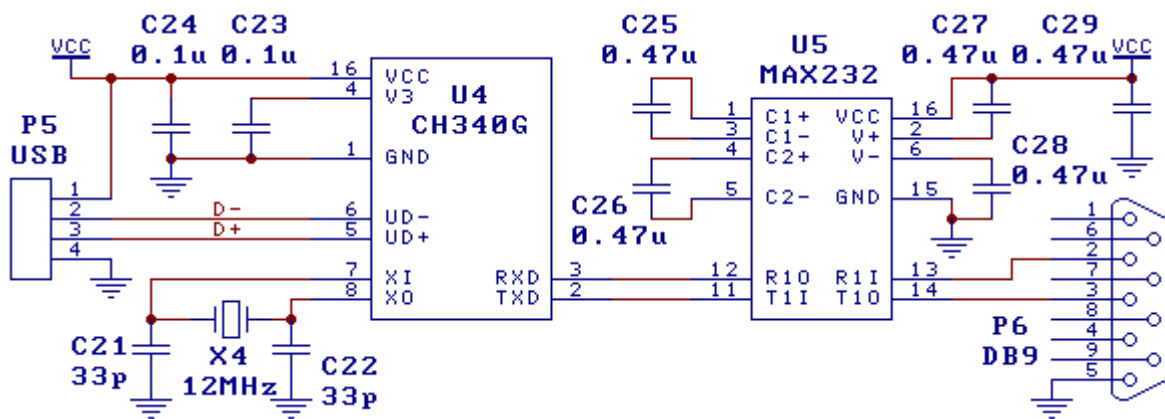 C24 C23
0.1u 0.1u
VCC
P5
USB
1
2
3
4
D-
D+
16 VCC
4 V3
1 GND
6 UD-
5 UD+
7 XI
8 XO
U4
CH340G
RXD 3
TXD 2
C21
33p
X4
12MHz
C22
33p
C25
0.47u
C26
0.47u
U5
MAX232
1 C1+
3 C1-
4 C2+
5 C2-
12 R1O
11 T1I
VCC 16
V+ 2
V- 6
GND 15
R1I 13
T1O 14
C27 C29
0.47u 0.47u
VCC
C28
0.47u
1
6
2
7
3
8
4
9
5
P6
DB9